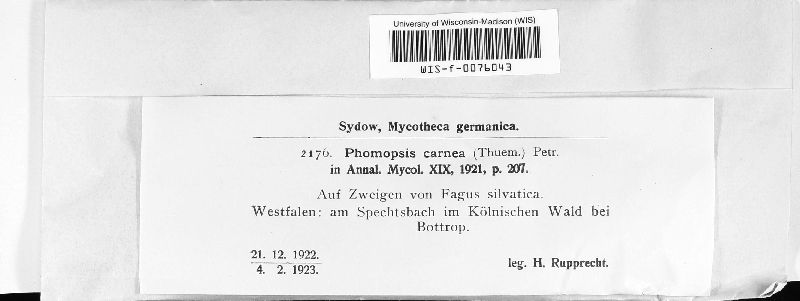 University of Wisconsin-Madison (WIS)
WIS-f-0076043
Sydow, Mycotheca germanica.
2176. Phomopsis carnea (Thuem.) Petr.
in Annal. Mycol. XIX, 1921, p. 207.
Auf Zweigen von Fagus silvatica.
Westfalen: am Spechtsbach im Kölnischen Wald bei
Bottrop.
21. 12. 1922.
4. 2. 1923.
leg. H. Rupprecht.